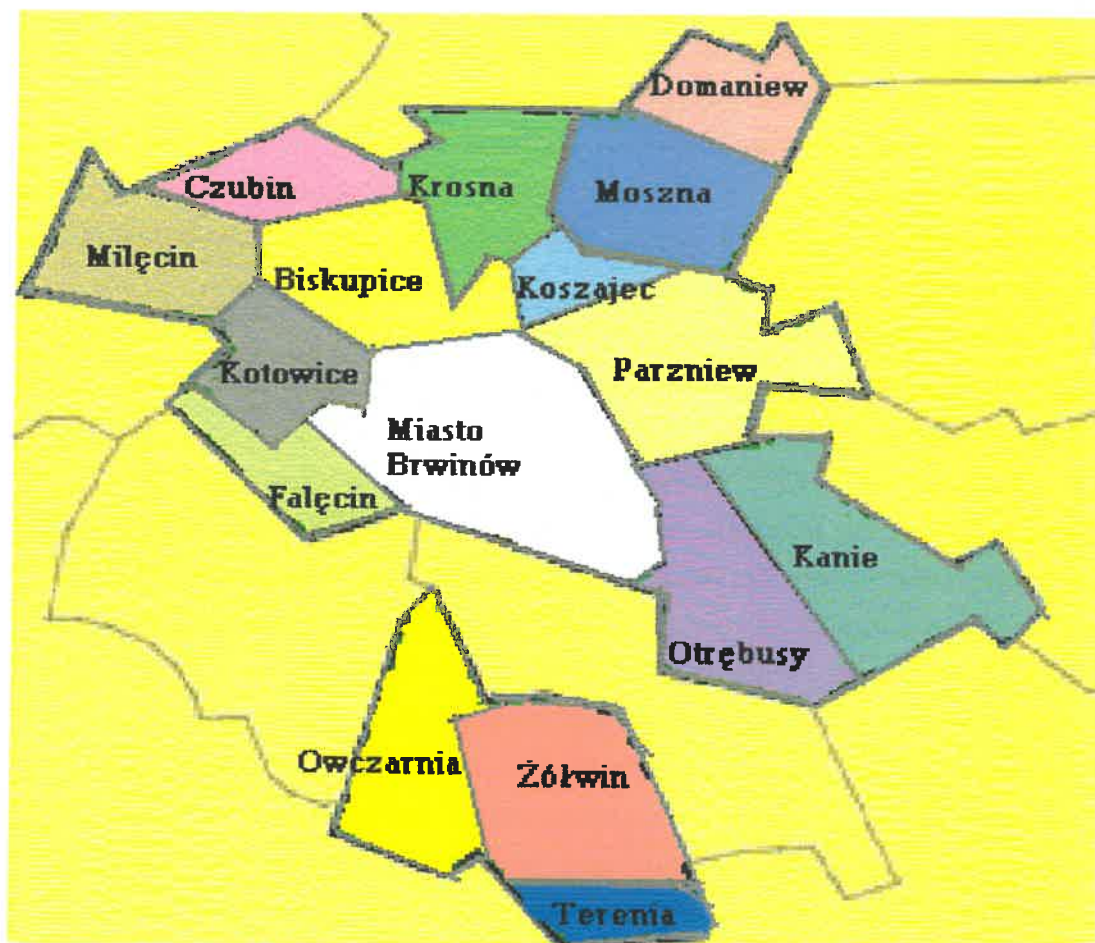 Domaniew
Czubin
Krosna
Moszna
Milęcin
Biskupice
Koszajec
Kotowice
Parzniew
Miasto
Brwinów
Falęcin
Kanie
Otrębusy
Owczarnia
Żółwin
Terenia